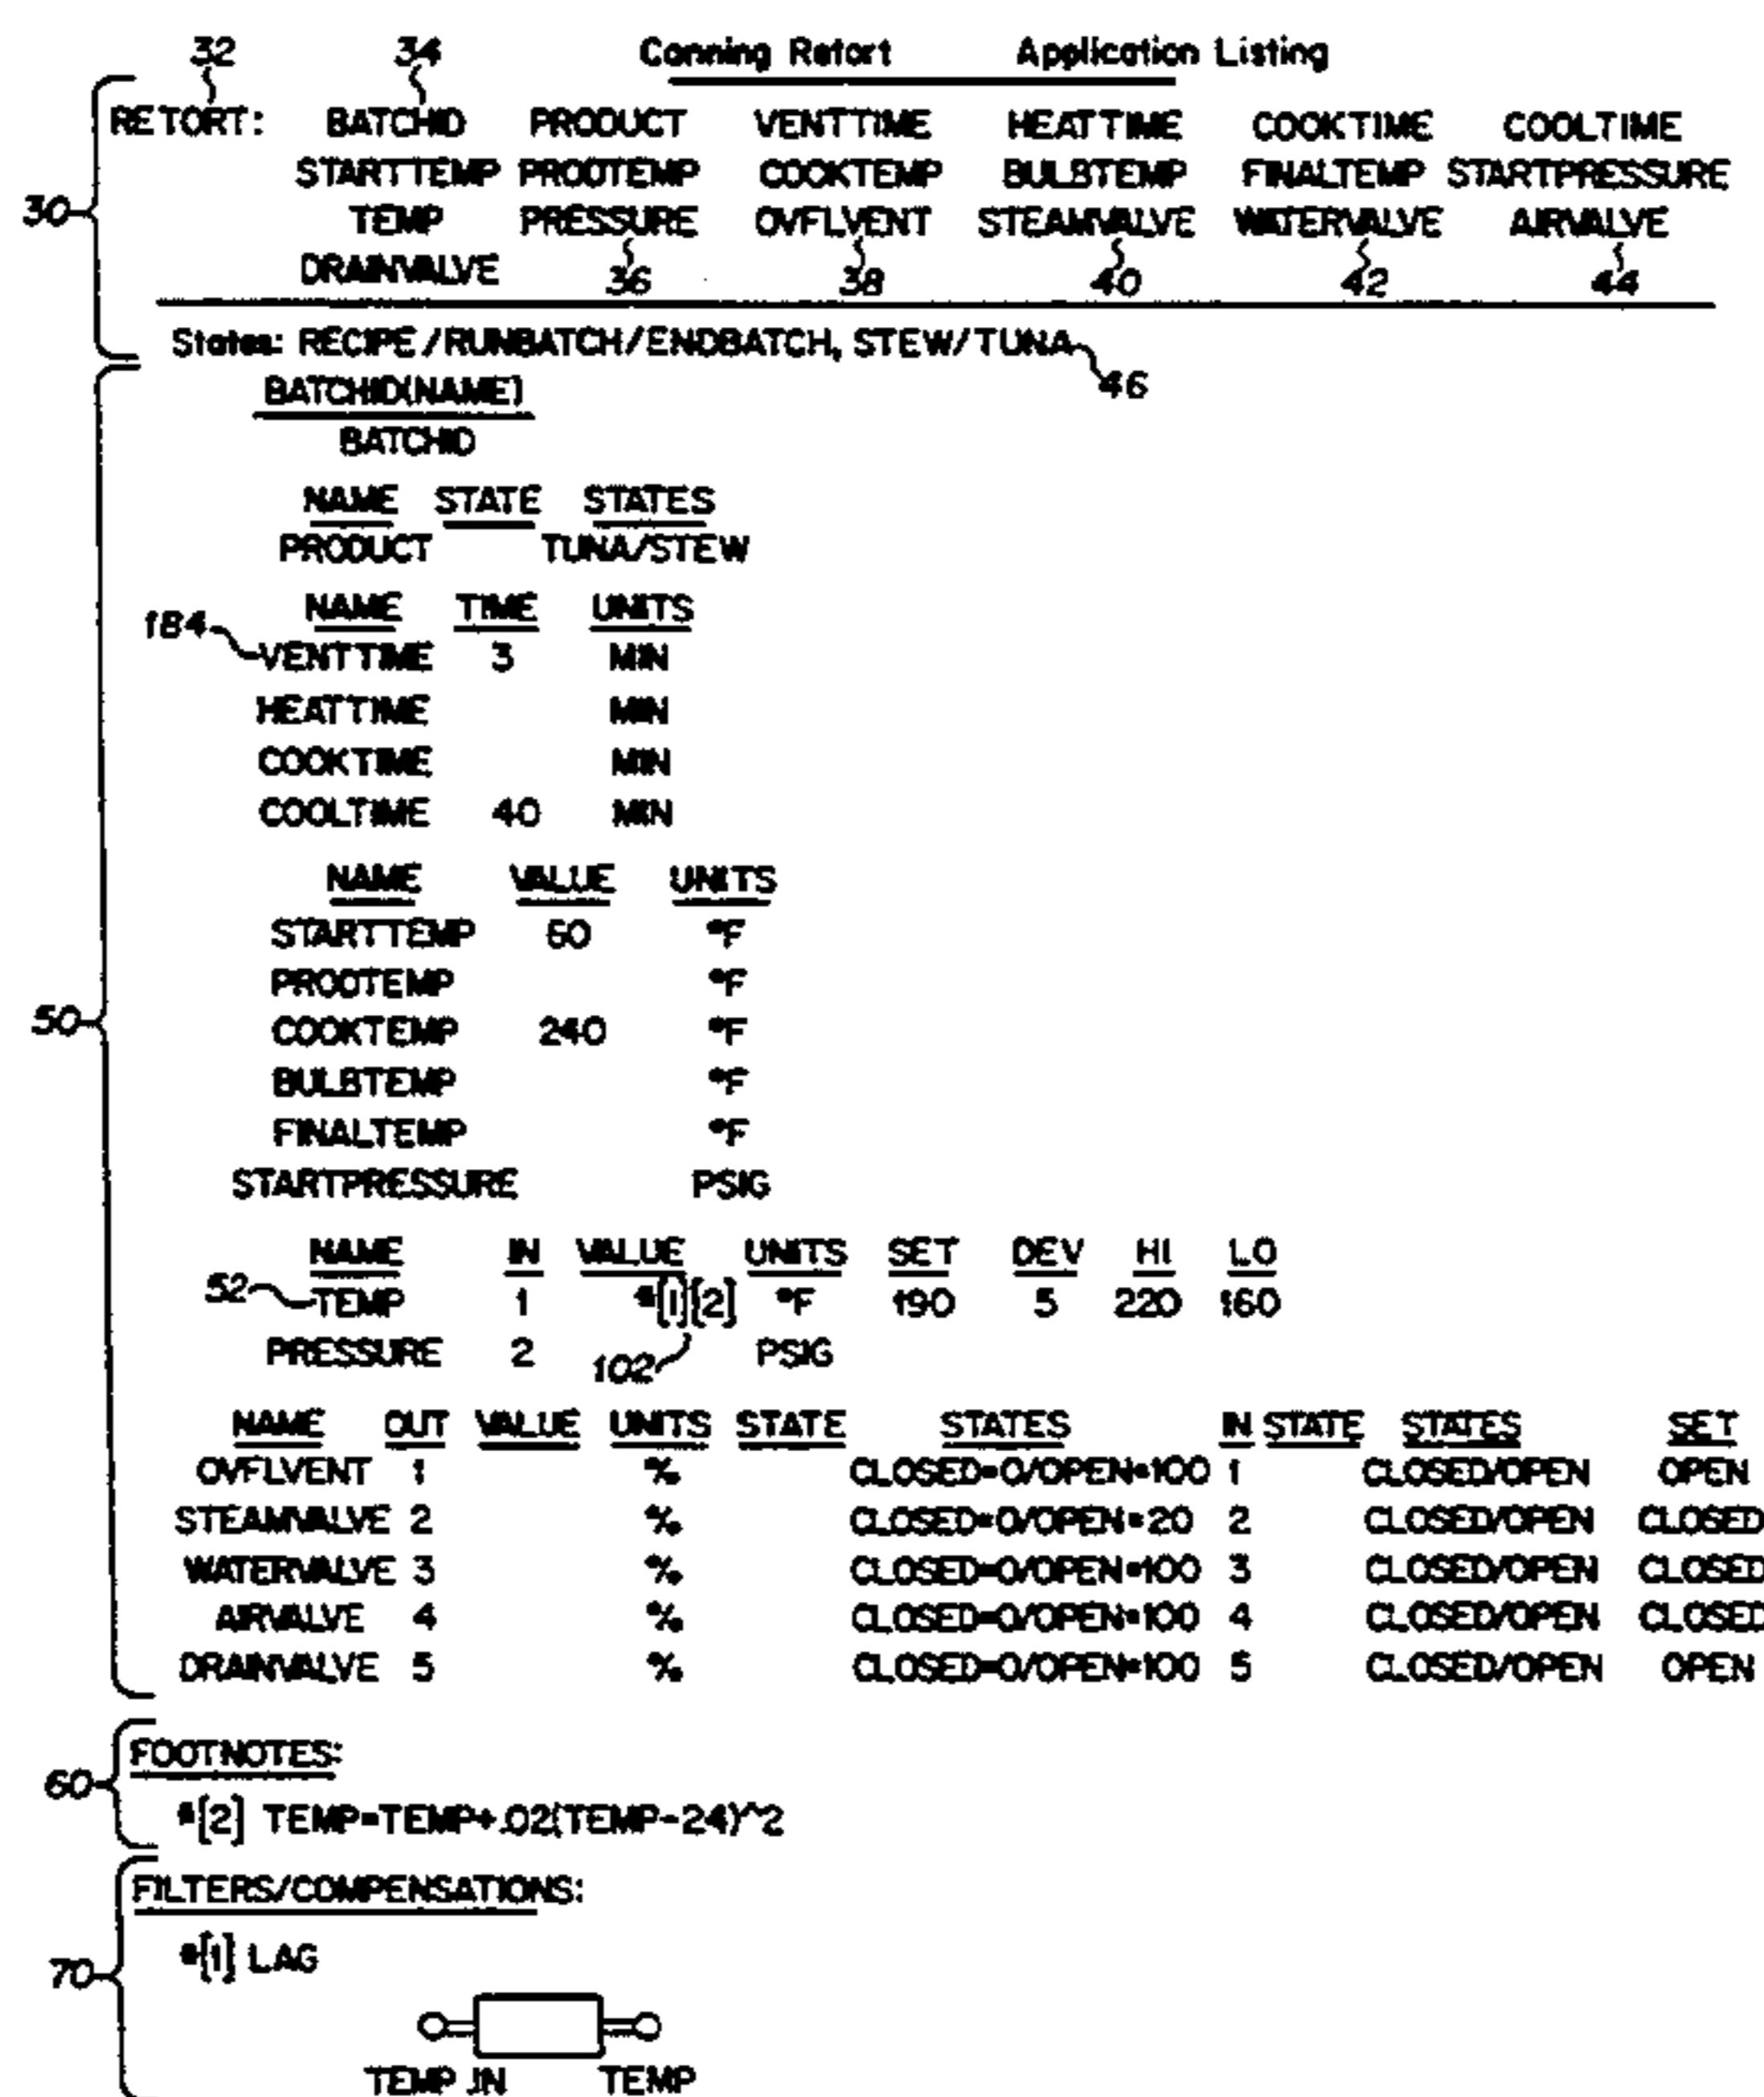 32 34 Canning Retort Application Listing
RETORT: BATCHID PRODUCT VENTTIME HEATTIME COOKTIME COOLTIME
STARTTEMP PRODTEMP COOKTEMP BULBTEMP FINALTEMP STARTPRESSURE
30 TEMP PRESSURE OVFLVENT STEAMVALVE WATERVALVE AIRVALVE
DRAINVALVE 36 38 40 42 44
States: RECIPE/RUNBATCH/ENDBATCH, STEW/TUNA 46
BATCHID(NAME)
BATCHID
NAME STATE STATES
PRODUCT TUNA/STEW
NAME TIME UNITS
184 VENTTIME 3 MIN
HEATTIME MIN
COOKTIME MIN
COOLTIME 40 MIN
NAME VALUE UNITS
STARTTEMP 60 °F
PRODTEMP °F
50 COOKTEMP 240 °F
BULBTEMP °F
FINALTEMP °F
STARTPRESSURE PSIG
NAME IN VALUE UNITS SET DEV HI LO
52 TEMP 1 *[1][2] °F 190 5 220 160
PRESSURE 2 102 PSIG
NAME OUT VALUE UNITS STATE STATES IN STATE STATES SET
OVFLVENT 1 % CLOSED=0/OPEN=100 1 CLOSED/OPEN OPEN
STEAMVALVE 2 % CLOSED=0/OPEN=20 2 CLOSED/OPEN CLOSED
WATERVALVE 3 % CLOSED=0/OPEN=100 3 CLOSED/OPEN CLOSED
AIRVALVE 4 % CLOSED=0/OPEN=100 4 CLOSED/OPEN CLOSED
DRAINVALVE 5 % CLOSED=0/OPEN=100 5 CLOSED/OPEN OPEN
FOOTNOTES:
60 *[2] TEMP=TEMP+.02(TEMP-24)^2
FILTERS/COMPENSATIONS:
70 *[1] LAG
TEMP IN TEMP